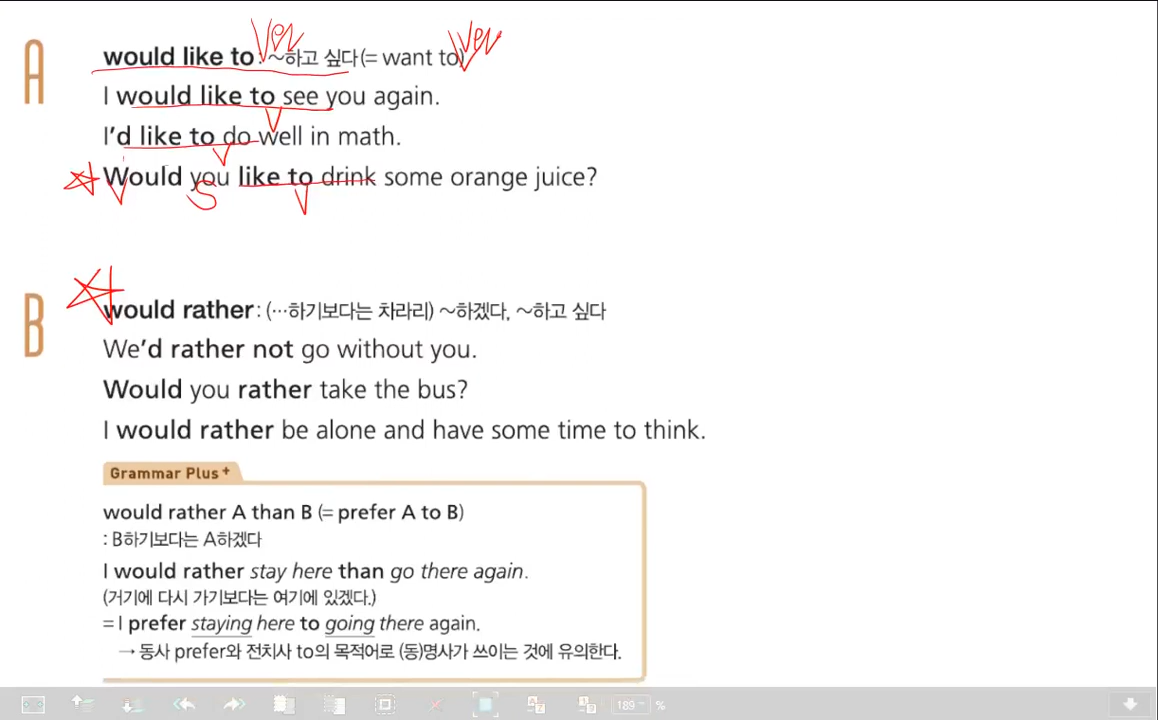 A
would like to : ~하고 싶다(= want to)
I would like to see you again.
I'd like to do well in math.
Would you like to drink some orange juice?
V
V
V S V
B
would rather : (…하기보다는 차라리) ~하겠다, ~하고 싶다
We'd rather not go without you.
Would you rather take the bus?
I would rather be alone and have some time to think.
Grammar Plus+
would rather A than B (= prefer A to B)
: B하기보다는 A하겠다
I would rather stay here than go there again.
(거기에 다시 가기보다는 여기에 있겠다.)
= I prefer staying here to going there again.
→ 동사 prefer와 전치사 to의 목적어로 (동)명사가 쓰이는 것에 유의한다.
189 %